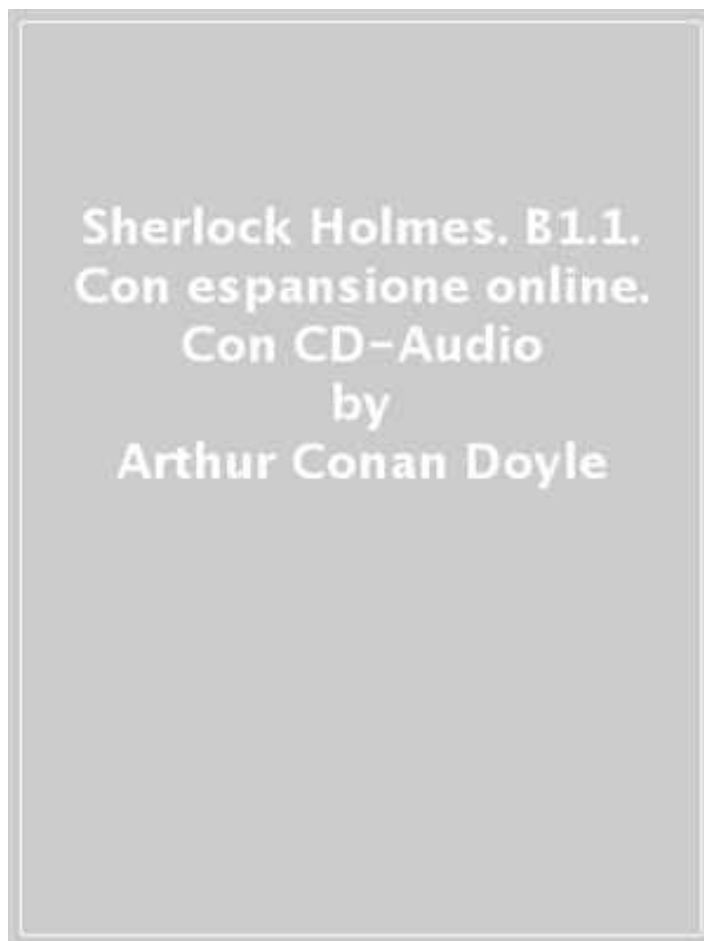 Sherlock Holmes. B1.1.
Con espansione online.
Con CD-Audio
by
Arthur Conan Doyle